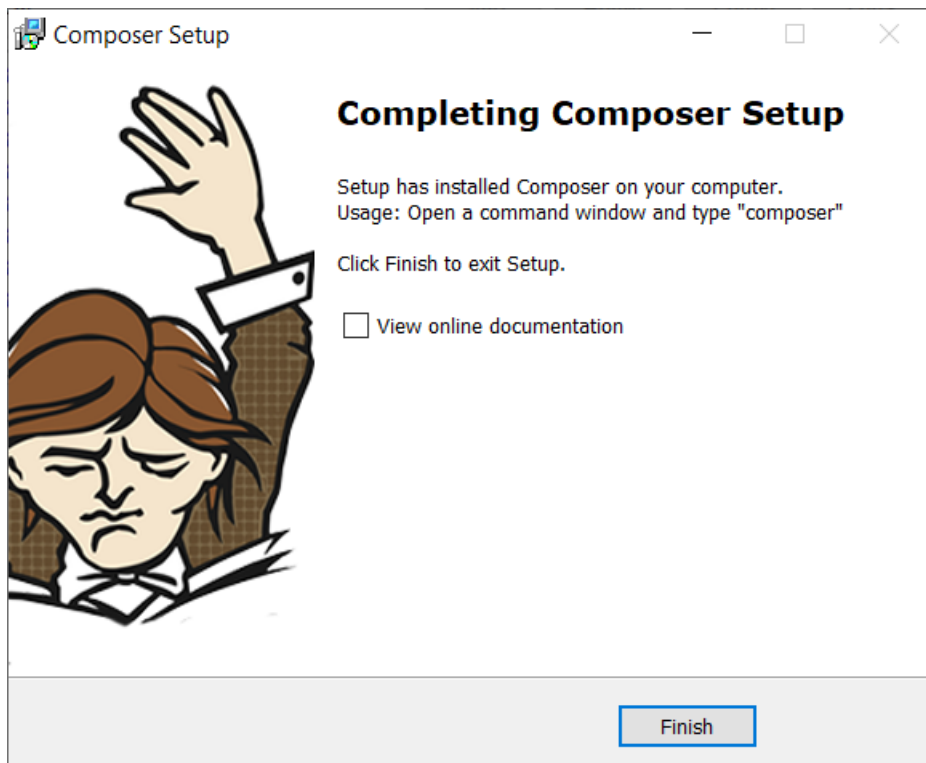 Composer Setup
Completing Composer Setup
Setup has installed Composer on your computer.
Usage: Open a command window and type "composer"
Click Finish to exit Setup.
View online documentation
Finish